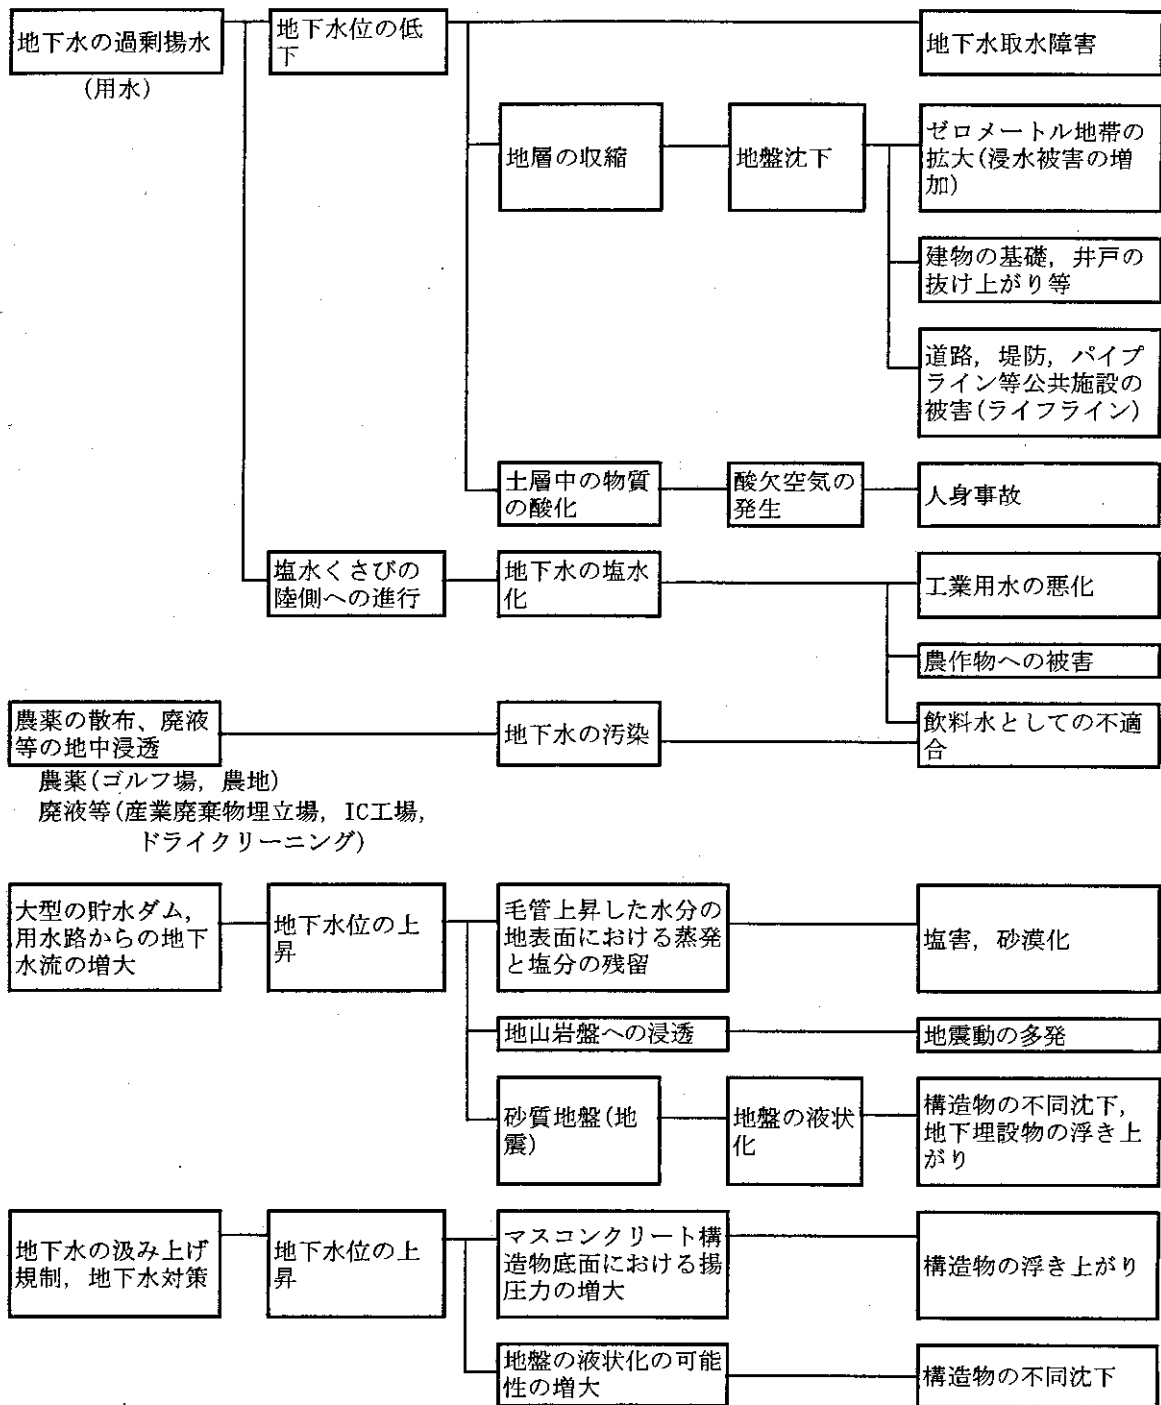 地下水の過剰揚水
(用水)
地下水位の低
下
地下水取水障害
地層の収縮
地盤沈下
ゼロメートル地帯の
拡大(浸水被害の増
加)
建物の基礎, 井戸の
抜け上がり等
道路, 堤防, パイプ
ライン等公共施設の
被害(ライフライン)
土層中の物質
の酸化
酸欠空気の
発生
人身事故
塩水くさびの
陸側への進行
地下水の塩水
化
工業用水の悪化
農作物への被害
農薬の散布、廃液
等の地中浸透
地下水の汚染
飲料水としての不適
合
農薬(ゴルフ場, 農地)
廃液等(産業廃棄物埋立場, IC工場,
ドライクリーニング)
大型の貯水ダム,
用水路からの地下
水流の増大
地下水位の上
昇
毛管上昇した水分の
地表面における蒸発
と塩分の残留
塩害, 砂漠化
地山岩盤への浸透
地震動の多発
砂質地盤(地
震)
地盤の液状
化
構造物の不同沈下,
地下埋設物の浮き上
がり
地下水の汲み上げ
規制, 地下水対策
地下水位の上
昇
マスコンクリート構
造物底面における揚
圧力の増大
構造物の浮き上がり
地盤の液状化の可能
性の増大
構造物の不同沈下